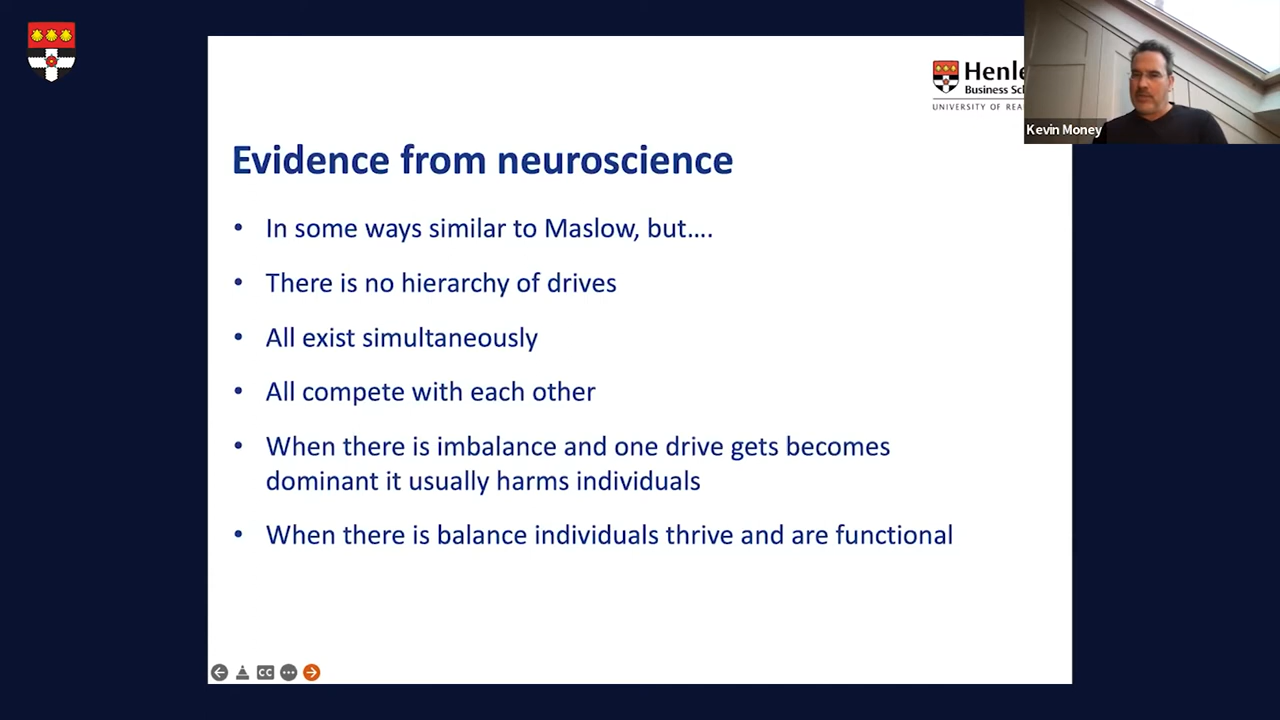 Henle
Business Sc
UNIVERSITY OF REA
Kevin Money
Evidence from neuroscience
• In some ways similar to Maslow, but….
• There is no hierarchy of drives
• All exist simultaneously
• All compete with each other
• When there is imbalance and one drive gets becomes
dominant it usually harms individuals
• When there is balance individuals thrive and are functional
CC